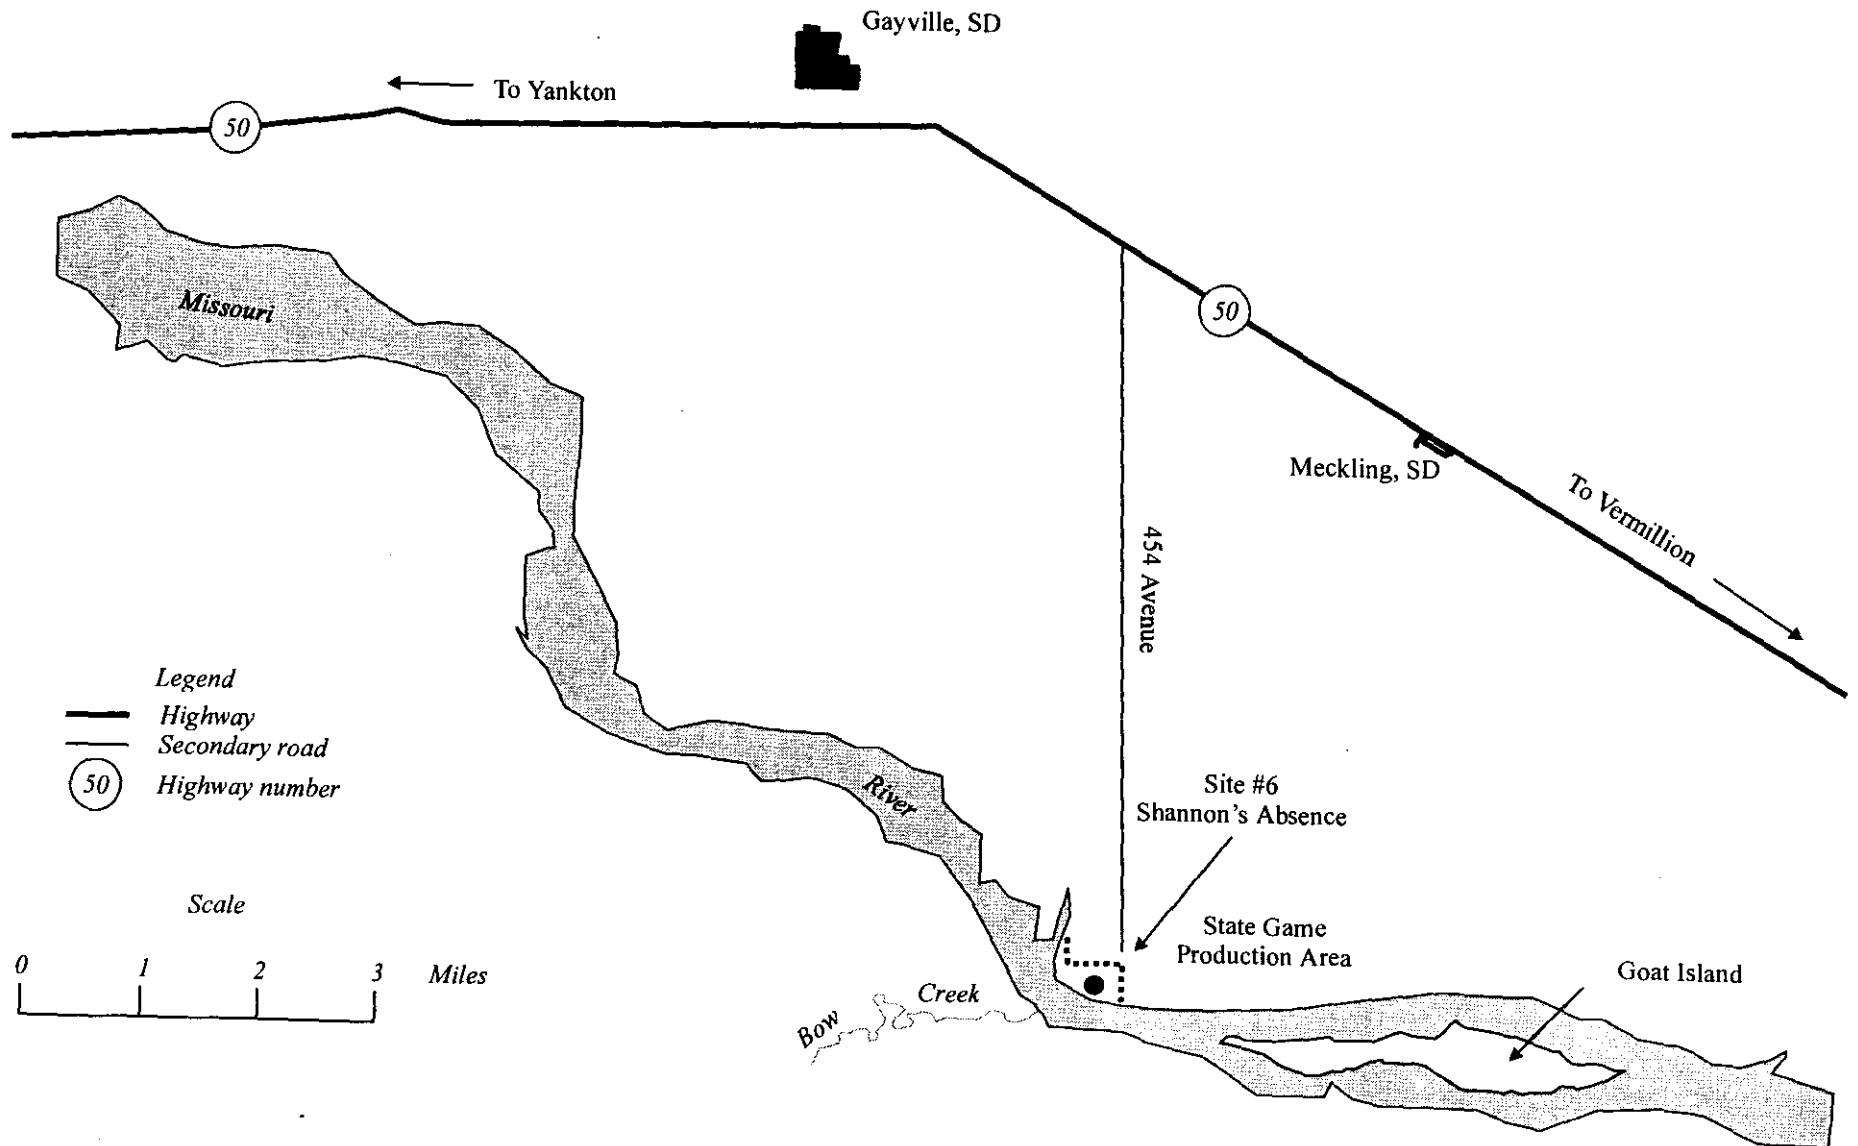 Gayville, SD
To Yankton
50
Missouri
50
Meckling, SD
To Vermillion
454 Avenue
Legend
Highway
Secondary road
50 Highway number
River
Site #6
Shannon's Absence
Scale
0 1 2 3 Miles
State Game
Production Area
Goat Island
Bow Creek